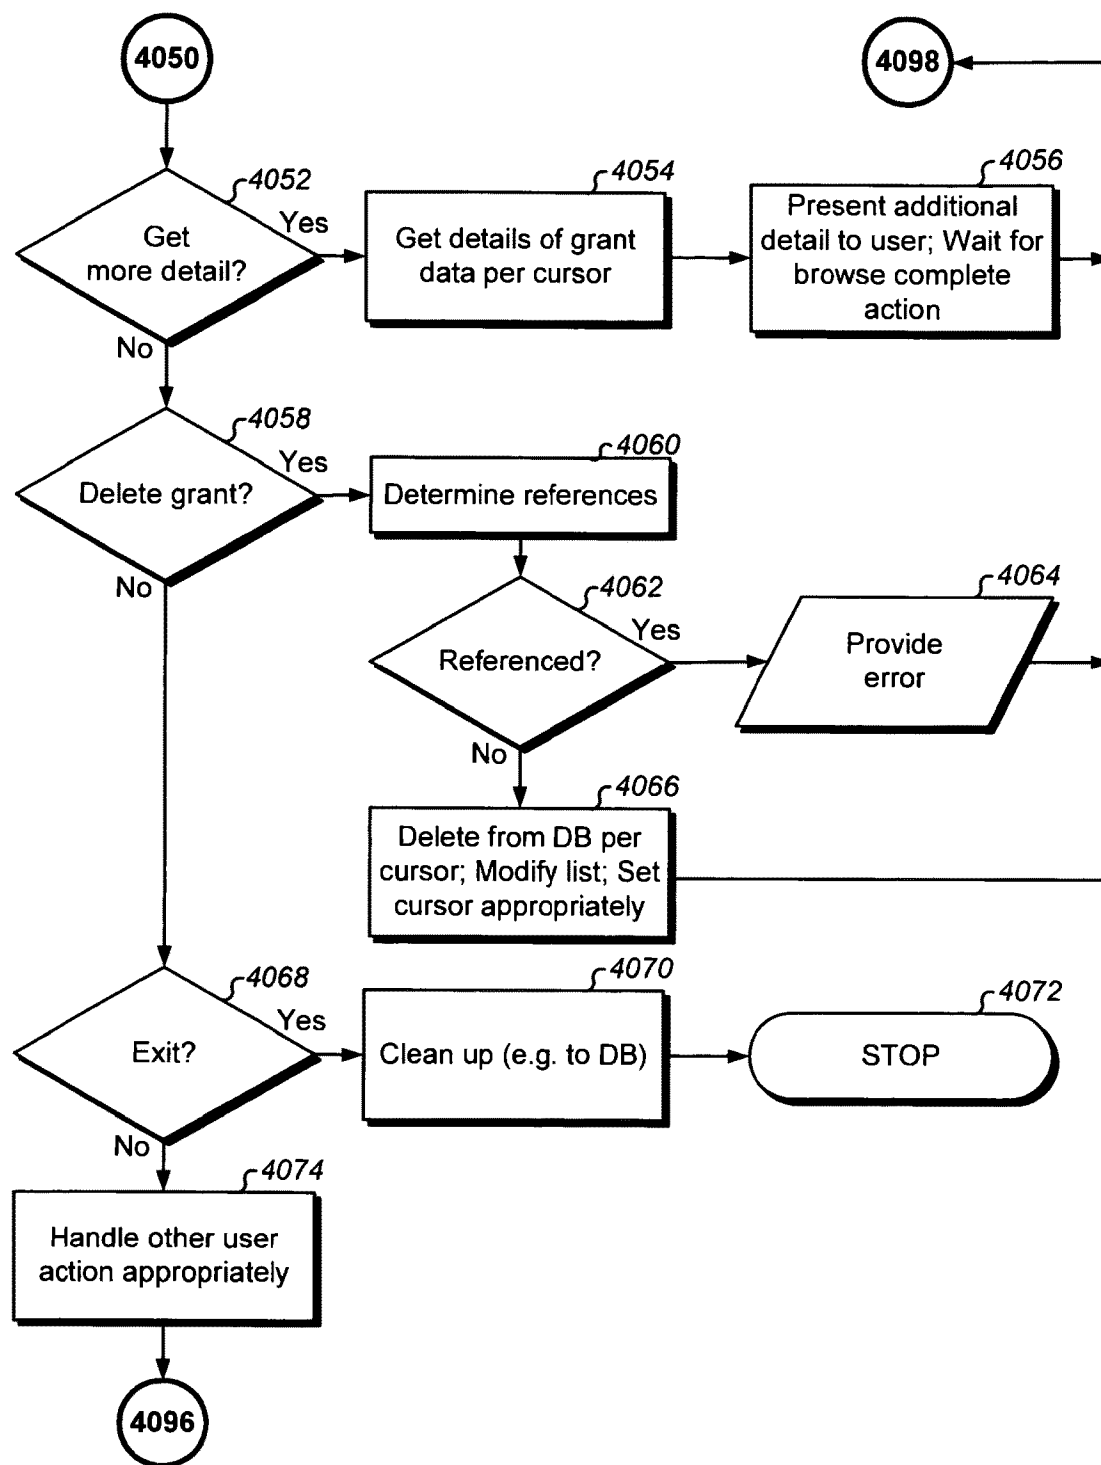 4050
4098
4052
Yes
Get
more detail?
No
4054
Get details of grant
data per cursor
4056
Present additional
detail to user; Wait for
browse complete
action
4058
Yes
Delete grant?
No
4060
Determine references
4062
Yes
Referenced?
No
4064
Provide
error
4066
Delete from DB per
cursor; Modify list; Set
cursor appropriately
4068
Yes
Exit?
No
4070
Clean up (e.g. to DB)
4072
STOP
4074
Handle other user
action appropriately
4096